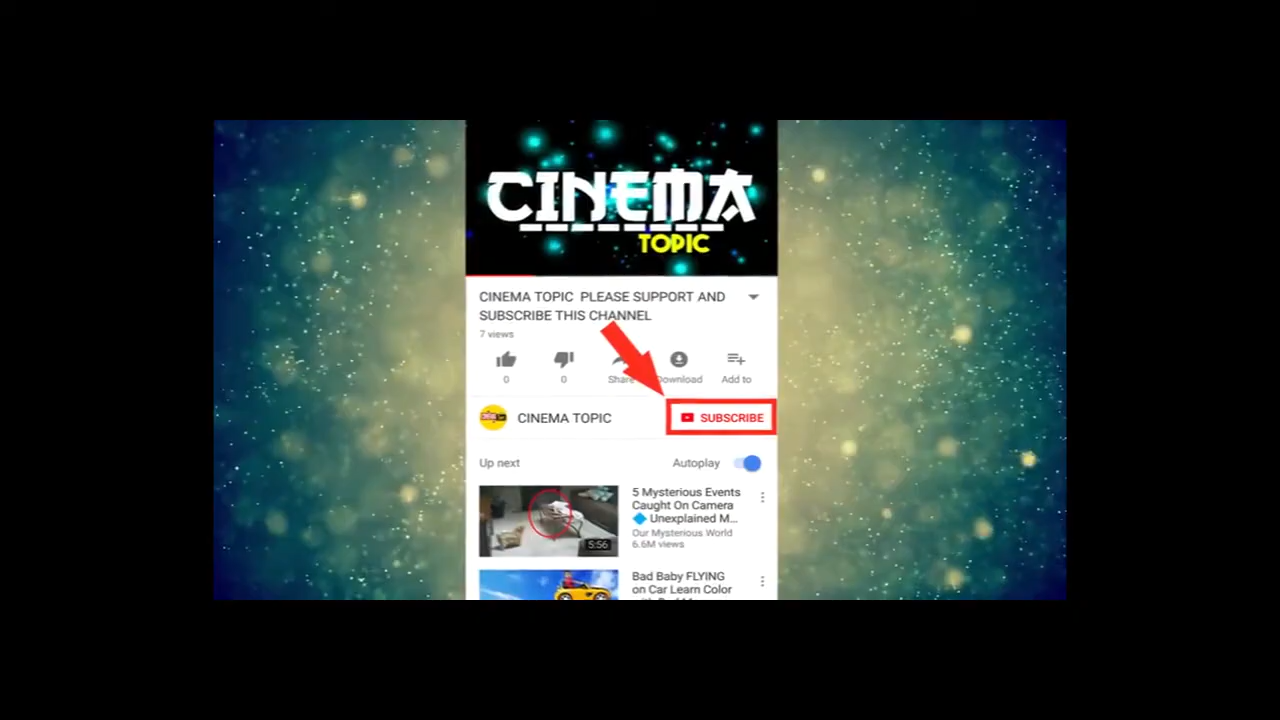 CINEMA
TOPIC
CINEMA TOPIC PLEASE SUPPORT AND
SUBSCRIBE THIS CHANNEL
7 views
0
0
Share
Download
Add to
CINEMA TOPIC
SUBSCRIBE
Up next
Autoplay
5:56
5 Mysterious Events
Caught On Camera
🔷 Unexplained M...
Our Mysterious World
6.6M views
Bad Baby FLYING
on Car Learn Color